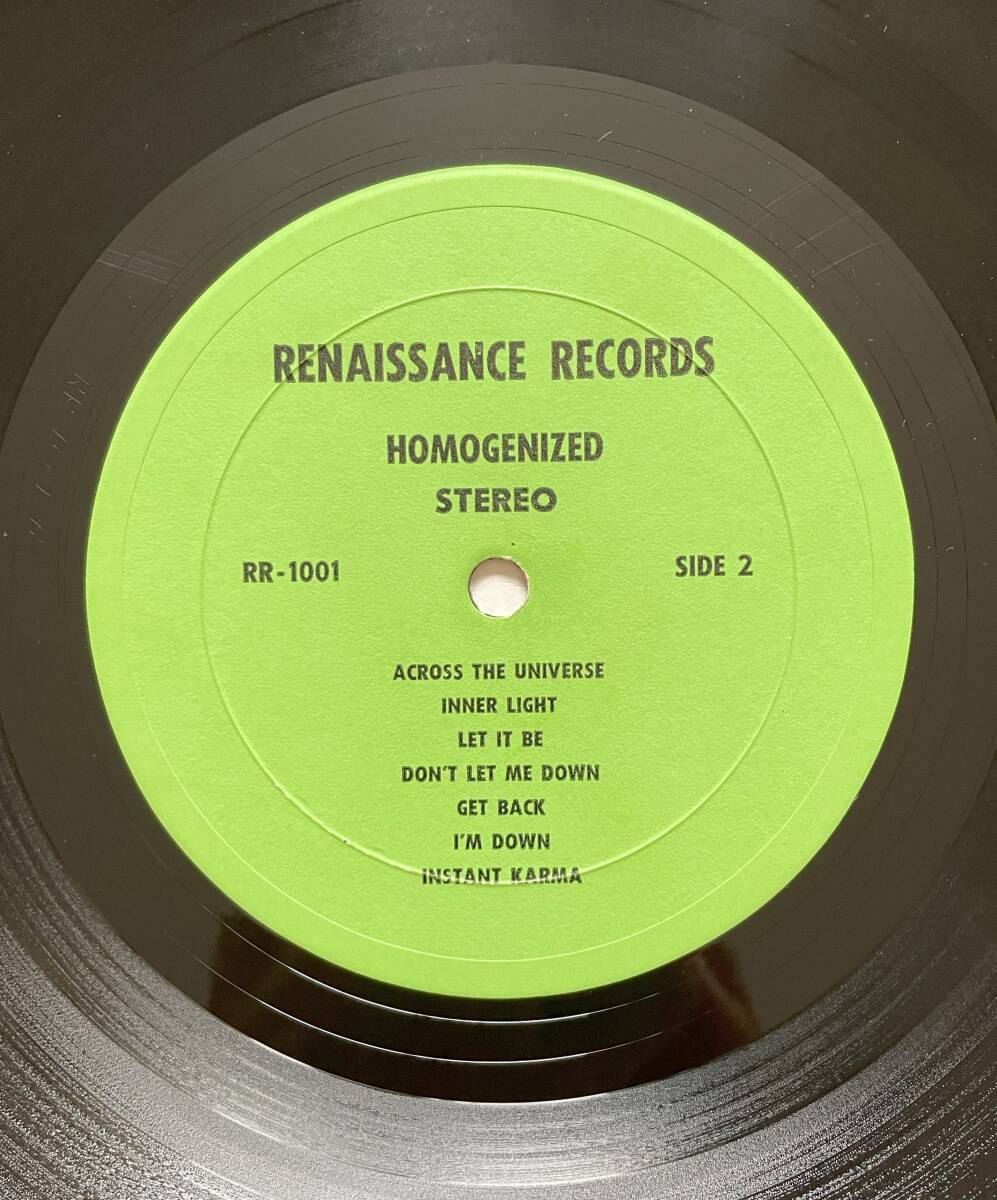 RENAISSANCE RECORDS
HOMOGENIZED
STEREO
RR-1001
SIDE 2
ACROSS THE UNIVERSE
INNER LIGHT
LET IT BE
DON'T LET ME DOWN
GET BACK
I'M DOWN
INSTANT KARMA